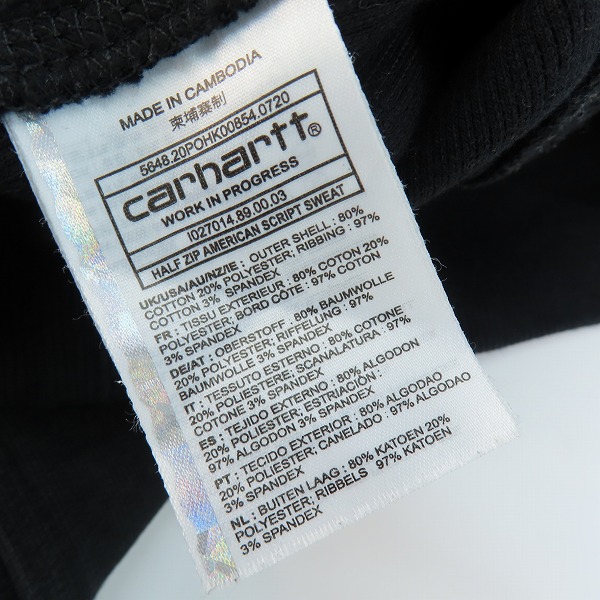 MADE IN CAMBODIA
柬埔寨制
5648.20POHK00854.0720
carhartt®
WORK IN PROGRESS
I027014.89.00.03
HALF ZIP AMERICAN SCRIPT SWEAT
UK/USA/AU/NZ/IE : OUTER SHELL : 80%
COTTON 20% POLYESTER; RIBBING : 97%
COTTON 3% SPANDEX
FR : TISSU EXTERIEUR : 80% COTON 20%
POLYESTER; BORD CÔTE : 97% COTON
3% SPANDEX
DE/AT : OBERSTOFF : 80% BAUMWOLLE
20% POLYESTER; RIFFELUNG : 97%
BAUMWOLLE 3% SPANDEX
IT : TESSUTO ESTERNO : 80% COTONE
20% POLIESTERE, SCANALATURA : 97%
COTONE 3% SPANDEX
ES : TEJIDO EXTERNO : 80% ALGODON
20% POLIÉSTER; ESTRIACIÓN :
97% ALGODON 3% SPANDEX
PT : TECIDO EXTERIOR : 80% ALGODAO
20% POLIESTER; CANELADO : 97% ALGODAO
3% SPANDEX
NL : BUITEN LAAG : 80% KATOEN 20%
POLYESTER; RIBBELS 97% KATOEN
3% SPANDEX